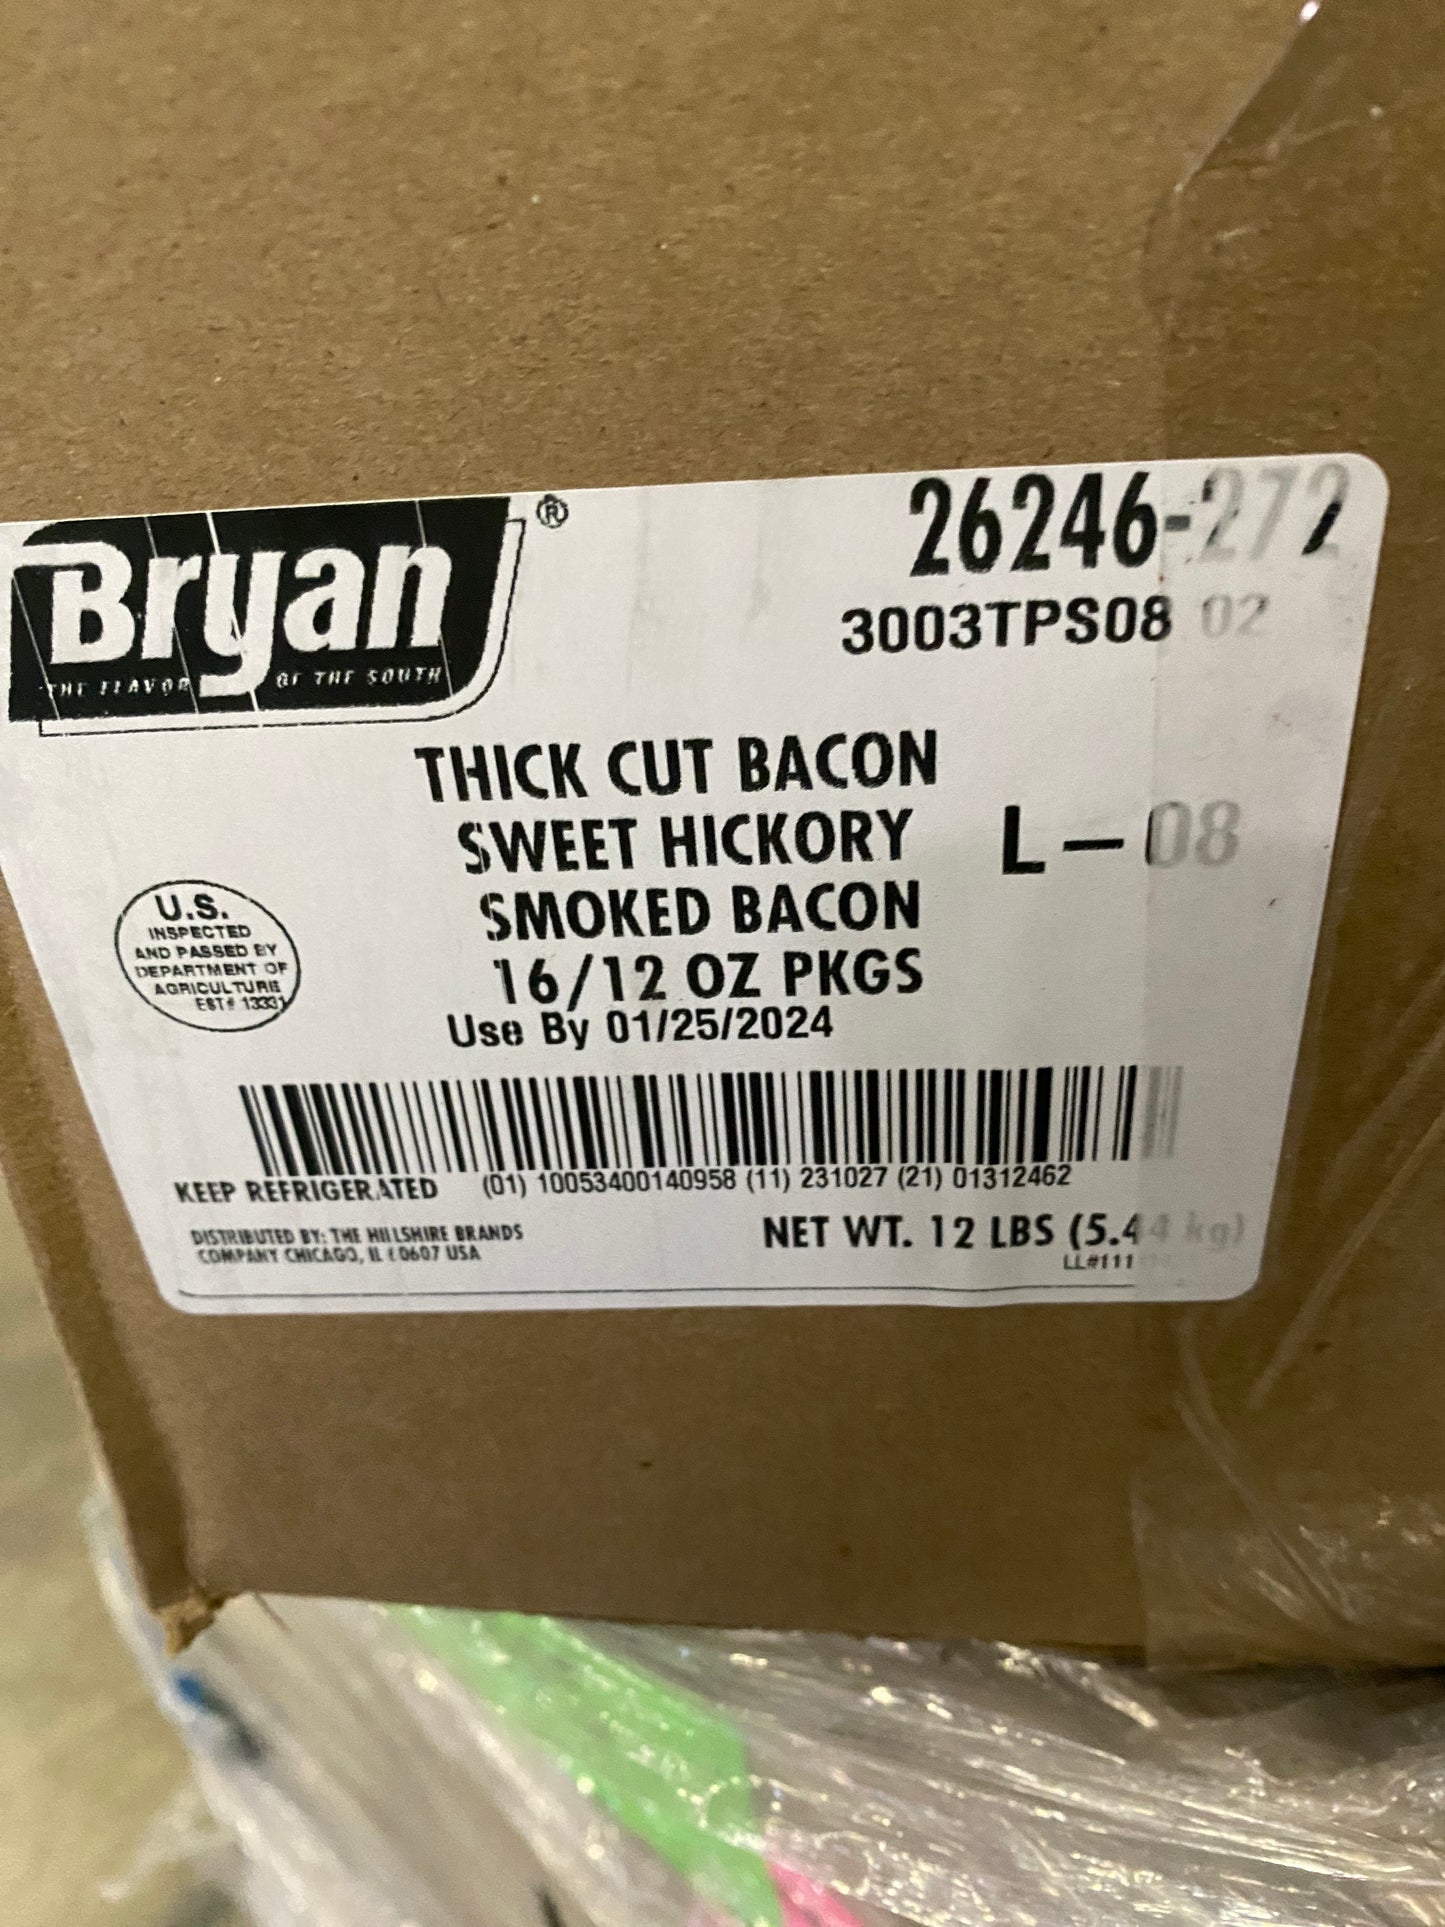 Bryan®
THE FLAVOR OF THE SOUTH
26246-272
3003TPS08 02
THICK CUT BACON
SWEET HICKORY
SMOKED BACON
L-08
16/12 OZ PKGS
Use By 01/25/2024
U.S.
INSPECTED
AND PASSED BY
DEPARTMENT OF
AGRICULTURE
EST# 13331
KEEP REFRIGERATED
(01) 10053400140958 (11) 231027 (21) 01312462
DISTRIBUTED BY: THE HILLSHIRE BRANDS
COMPANY CHICAGO, IL 60607 USA
NET WT. 12 LBS (5.44 kg)